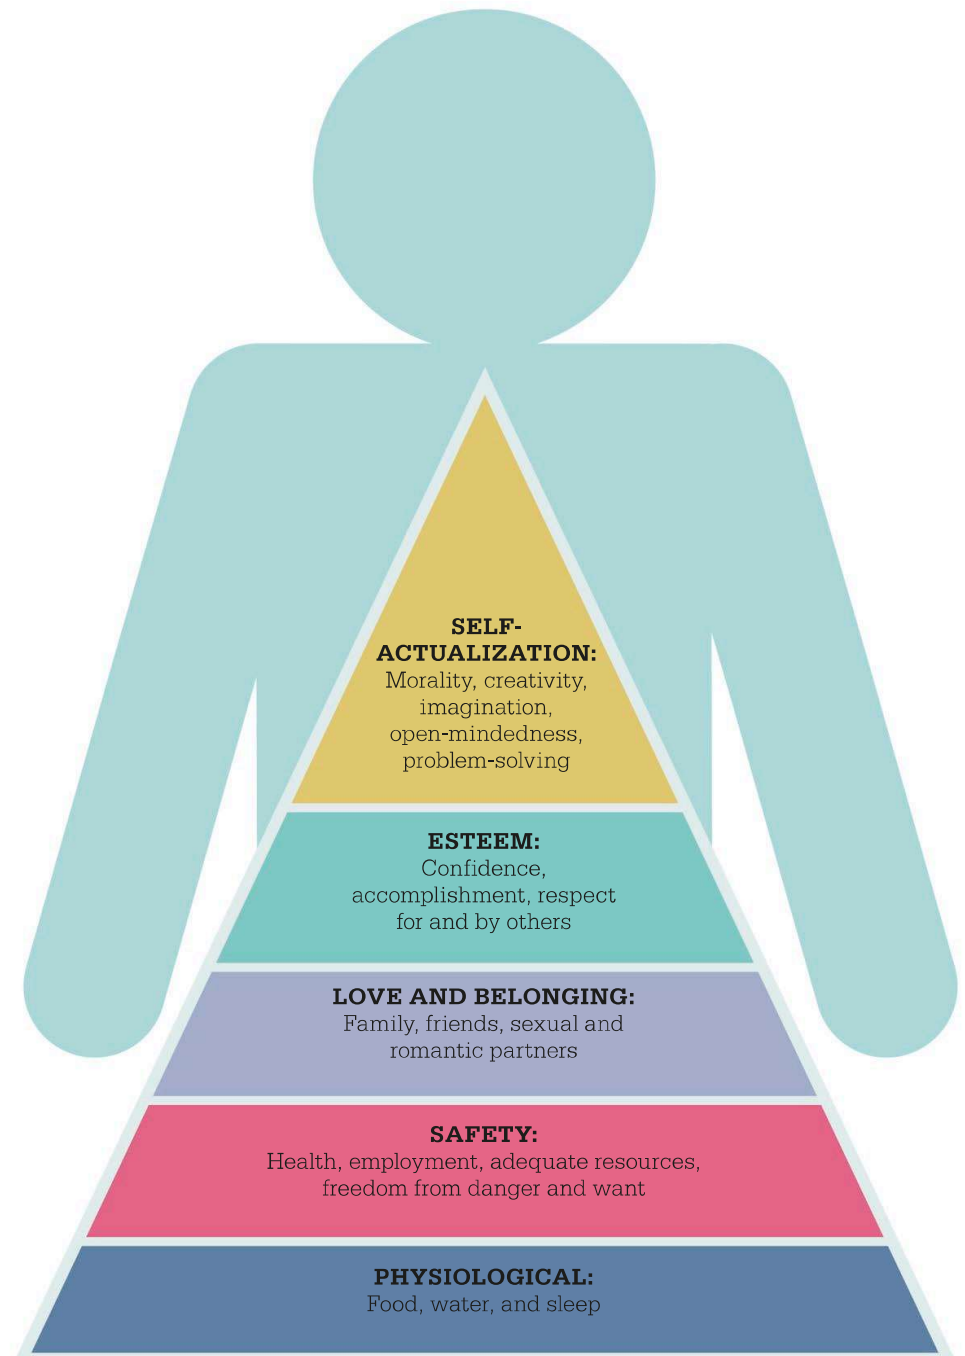 SELF-
ACTUALIZATION:
Morality, creativity,
imagination,
open-mindedness,
problem-solving
ESTEEM:
Confidence,
accomplishment, respect
for and by others
LOVE AND BELONGING:
Family, friends, sexual and
romantic partners
SAFETY:
Health, employment, adequate resources,
freedom from danger and want
PHYSIOLOGICAL:
Food, water, and sleep